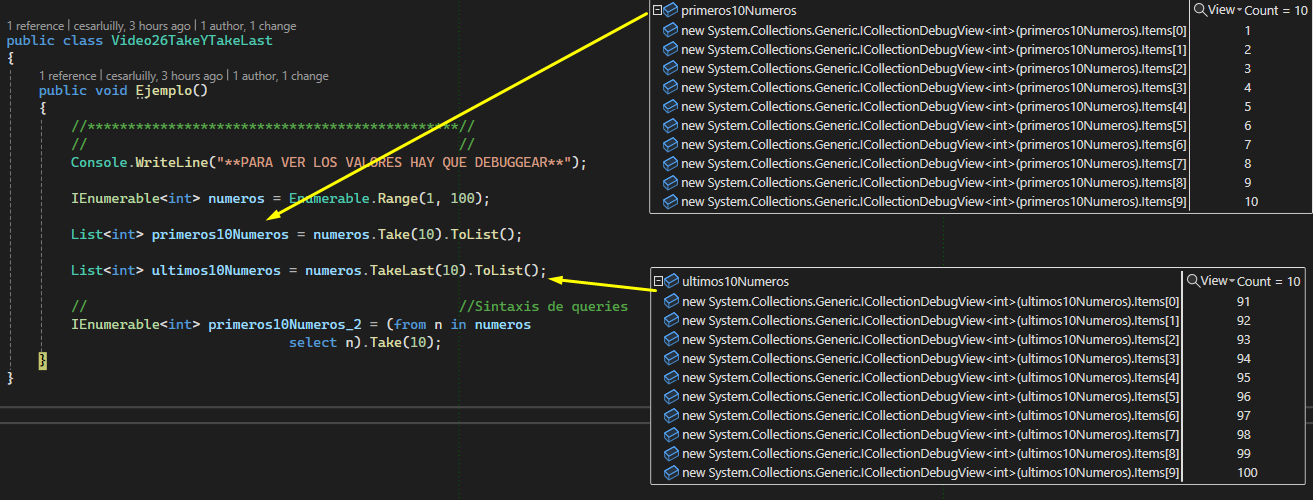 1 reference | cesarluilly, 3 hours ago | 1 author, 1 change
public class Video26TakeYTakeLast
{
1 reference | cesarluilly, 3 hours ago | 1 author, 1 change
public void Ejemplo()
{
//**********************************************//
// //
Console.WriteLine("**PARA VER LOS VALORES HAY QUE DEBUGGEAR**");
IEnumerable<int> numeros = Enumerable.Range(1, 100);
List<int> primeros10Numeros = numeros.Take(10).ToList();
List<int> ultimos10Numeros = numeros.TakeLast(10).ToList();
// //Sintaxis de queries
IEnumerable<int> primeros10Numeros_2 = (from n in numeros
select n).Take(10);
}
}
primeros10Numeros View Count = 10
new System.Collections.Generic.ICollectionDebugView<int>(primeros10Numeros).Items[0] 1
new System.Collections.Generic.ICollectionDebugView<int>(primeros10Numeros).Items[1] 2
new System.Collections.Generic.ICollectionDebugView<int>(primeros10Numeros).Items[2] 3
new System.Collections.Generic.ICollectionDebugView<int>(primeros10Numeros).Items[3] 4
new System.Collections.Generic.ICollectionDebugView<int>(primeros10Numeros).Items[4] 5
new System.Collections.Generic.ICollectionDebugView<int>(primeros10Numeros).Items[5] 6
new System.Collections.Generic.ICollectionDebugView<int>(primeros10Numeros).Items[6] 7
new System.Collections.Generic.ICollectionDebugView<int>(primeros10Numeros).Items[7] 8
new System.Collections.Generic.ICollectionDebugView<int>(primeros10Numeros).Items[8] 9
new System.Collections.Generic.ICollectionDebugView<int>(primeros10Numeros).Items[9] 10
ultimos10Numeros View Count = 10
new System.Collections.Generic.ICollectionDebugView<int>(ultimos10Numeros).Items[0] 91
new System.Collections.Generic.ICollectionDebugView<int>(ultimos10Numeros).Items[1] 92
new System.Collections.Generic.ICollectionDebugView<int>(ultimos10Numeros).Items[2] 93
new System.Collections.Generic.ICollectionDebugView<int>(ultimos10Numeros).Items[3] 94
new System.Collections.Generic.ICollectionDebugView<int>(ultimos10Numeros).Items[4] 95
new System.Collections.Generic.ICollectionDebugView<int>(ultimos10Numeros).Items[5] 96
new System.Collections.Generic.ICollectionDebugView<int>(ultimos10Numeros).Items[6] 97
new System.Collections.Generic.ICollectionDebugView<int>(ultimos10Numeros).Items[7] 98
new System.Collections.Generic.ICollectionDebugView<int>(ultimos10Numeros).Items[8] 99
new System.Collections.Generic.ICollectionDebugView<int>(ultimos10Numeros).Items[9] 100